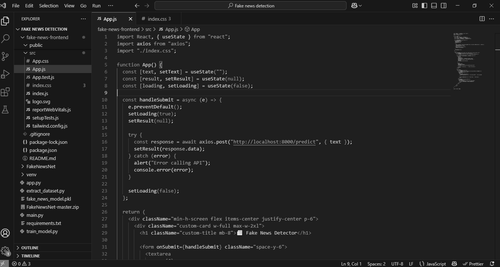 File Edit Selection View Go Run
fake news detection
EXPLORER
FAKE NEWS DETECTION
fake-news-frontend
public
src
App.css
App.js
App.test.js
index.css 3
index.js
logo.svg
reportWebVitals.js
setupTests.js
tailwind.config.js
.gitignore
package-lock.json
package.json
README.md
FakeNewsNet
venv
app.py
extract_dataset.py
fake_news_model.pkl
FakeNewsNet-master.zip
main.py
requirements.txt
train_model.py
OUTLINE
TIMELINE
App.js
index.css 3
fake-news-frontend > src > App.js > ...
1 import React, { useState } from "react";
2 import axios from "axios";
3 import "./index.css";
4
5 function App() {
6 const [text, setText] = useState("");
7 const [result, setResult] = useState(null);
8 const [loading, setLoading] = useState(false);
9
10 const handleSubmit = async (e) => {
11 e.preventDefault();
12 setLoading(true);
13 setResult(null);
14
15 try {
16 const response = await axios.post("http://localhost:8000/predict", { text });
17 setResult(response.data);
18 } catch (error) {
19 alert("Error calling API");
20 console.error(error);
21 }
22
23 setLoading(false);
24 };
25
26 return (
27 <div className="min-h-screen flex items-center justify-center p-6">
28 <div className="custom-card w-full max-w-2xl">
29 <h1 className="custom-title mb-8">📰 Fake News Detector</h1>
30
31 <form onSubmit={handleSubmit} className="space-y-6">
32 <textarea
Ln 9, Col 1 Spaces: 2 UTF-8 LF JavaScript Go Live Prettier